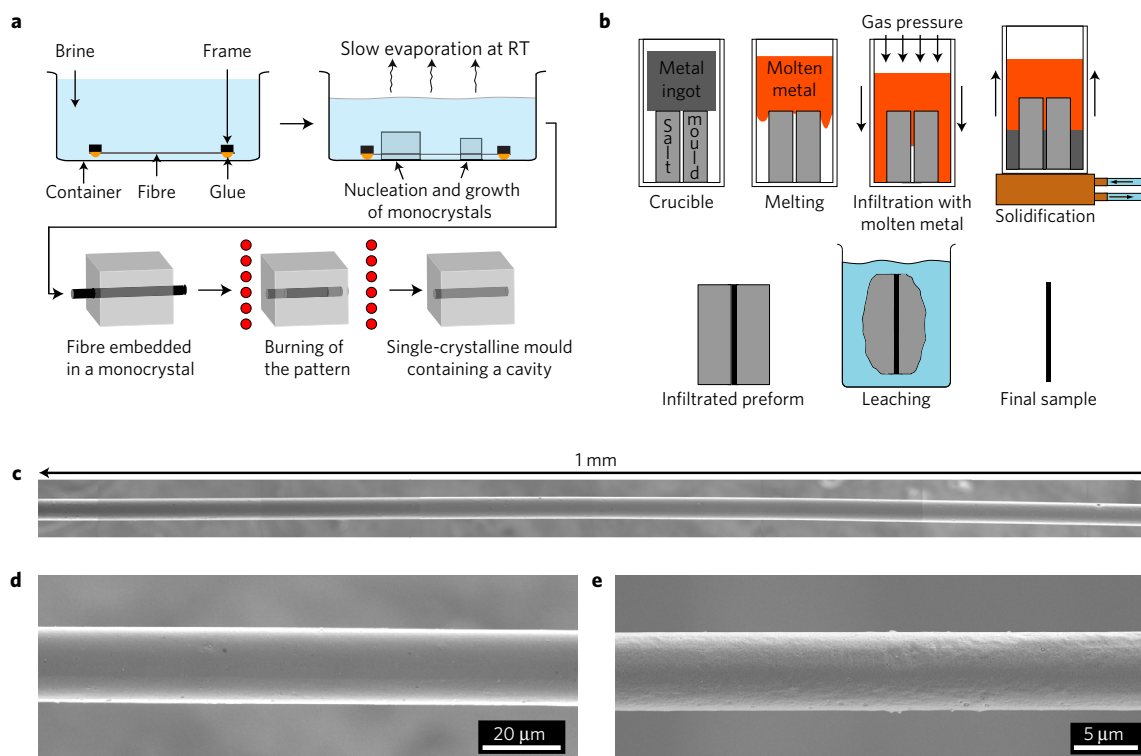 a
Brine
Frame
Slow evaporation at RT
Container
Fibre
Glue
Nucleation and growth
of monocrystals
Fibre embedded
in a monocrystal
Burning of
the pattern
Single-crystalline mould
containing a cavity
b
Gas pressure
Metal
ingot
Salt
mould
Molten
metal
Crucible
Melting
Infiltration with
molten metal
Solidification
Infiltrated preform
Leaching
Final sample
c
1 mm
d
20 μm
e
5 μm